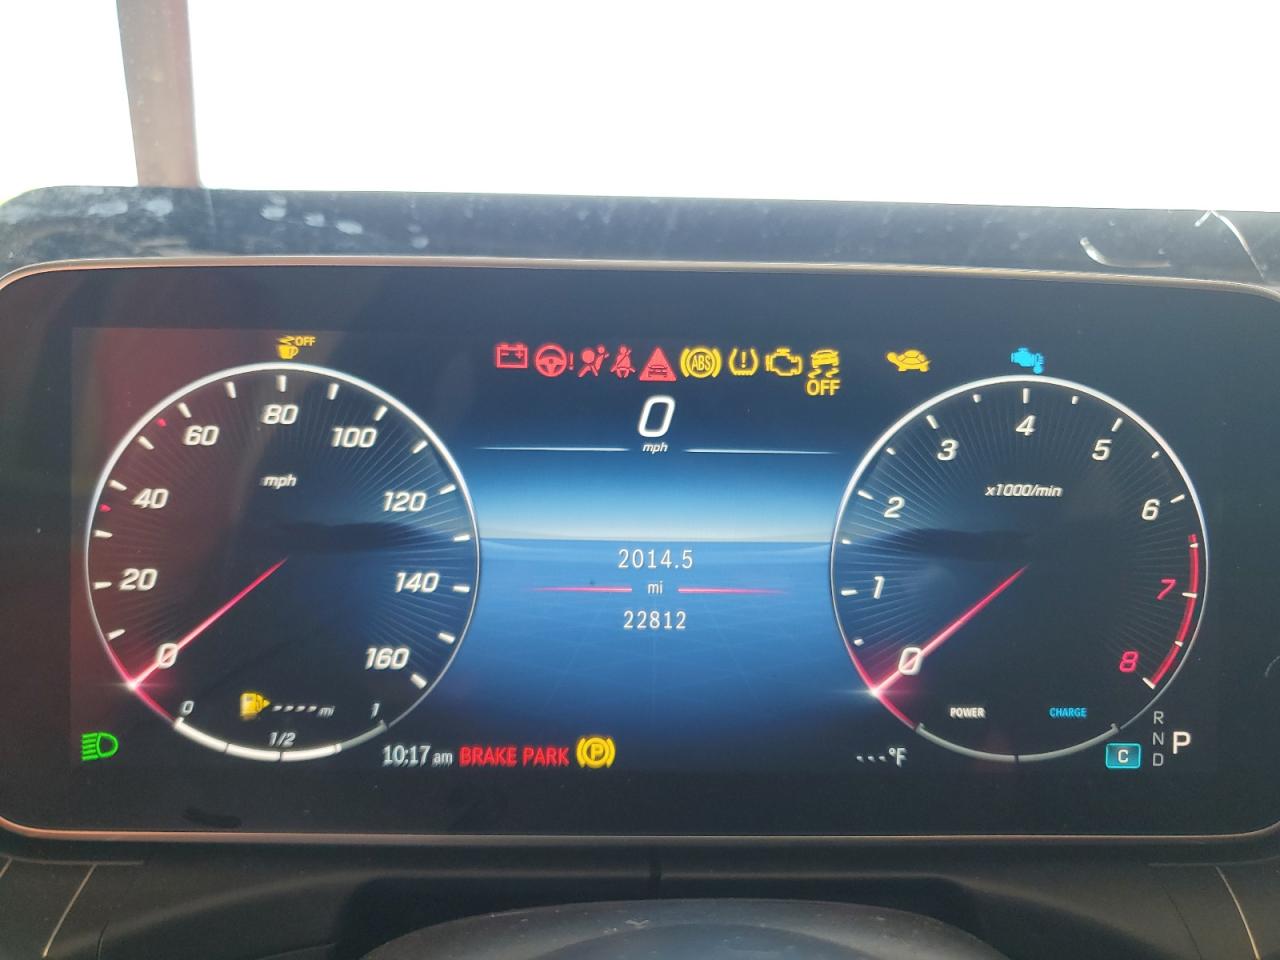 OFF
ABS
OFF
0
mph
0
20
40
60
80
100
120
140
160
mph
0
1/2
1
---- mi
2014.5
mi
22812
0
1
2
3
4
5
6
7
8
x1000/min
POWER
CHARGE
10:17 am BRAKE PARK P
---°F
C
R
N
D
P